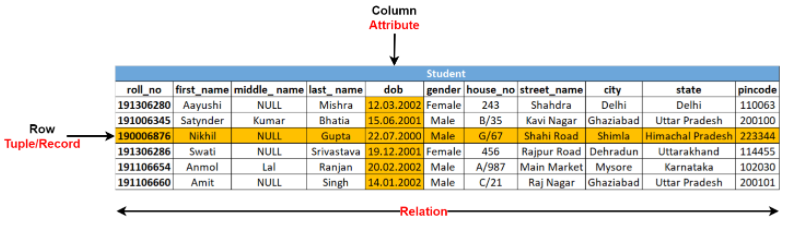 Column
Attribute
Student
roll_no first_name middle_ name last_ name dob gender house_no street_name city state pincode
191306280 Aayushi NULL Mishra 12.03.2002 Female 243 Shahdra Delhi Delhi 110063
191006345 Satynder Kumar Bhatia 15.06.2001 Male B/35 Kavi Nagar Ghaziabad Uttar Pradesh 200100
Row
Tuple/Record
190006876 Nikhil NULL Gupta 22.07.2000 Male G/67 Shahi Road Shimla Himachal Pradesh 223344
191306286 Swati NULL Srivastava 19.12.2001 Female 456 Rajpur Road Dehradun Uttarakhand 114455
191106654 Anmol Lal Ranjan 20.02.2002 Male A/987 Main Market Mysore Karnataka 102030
191106660 Amit NULL Singh 14.01.2002 Male C/21 Raj Nagar Ghaziabad Uttar Pradesh 200101
Relation